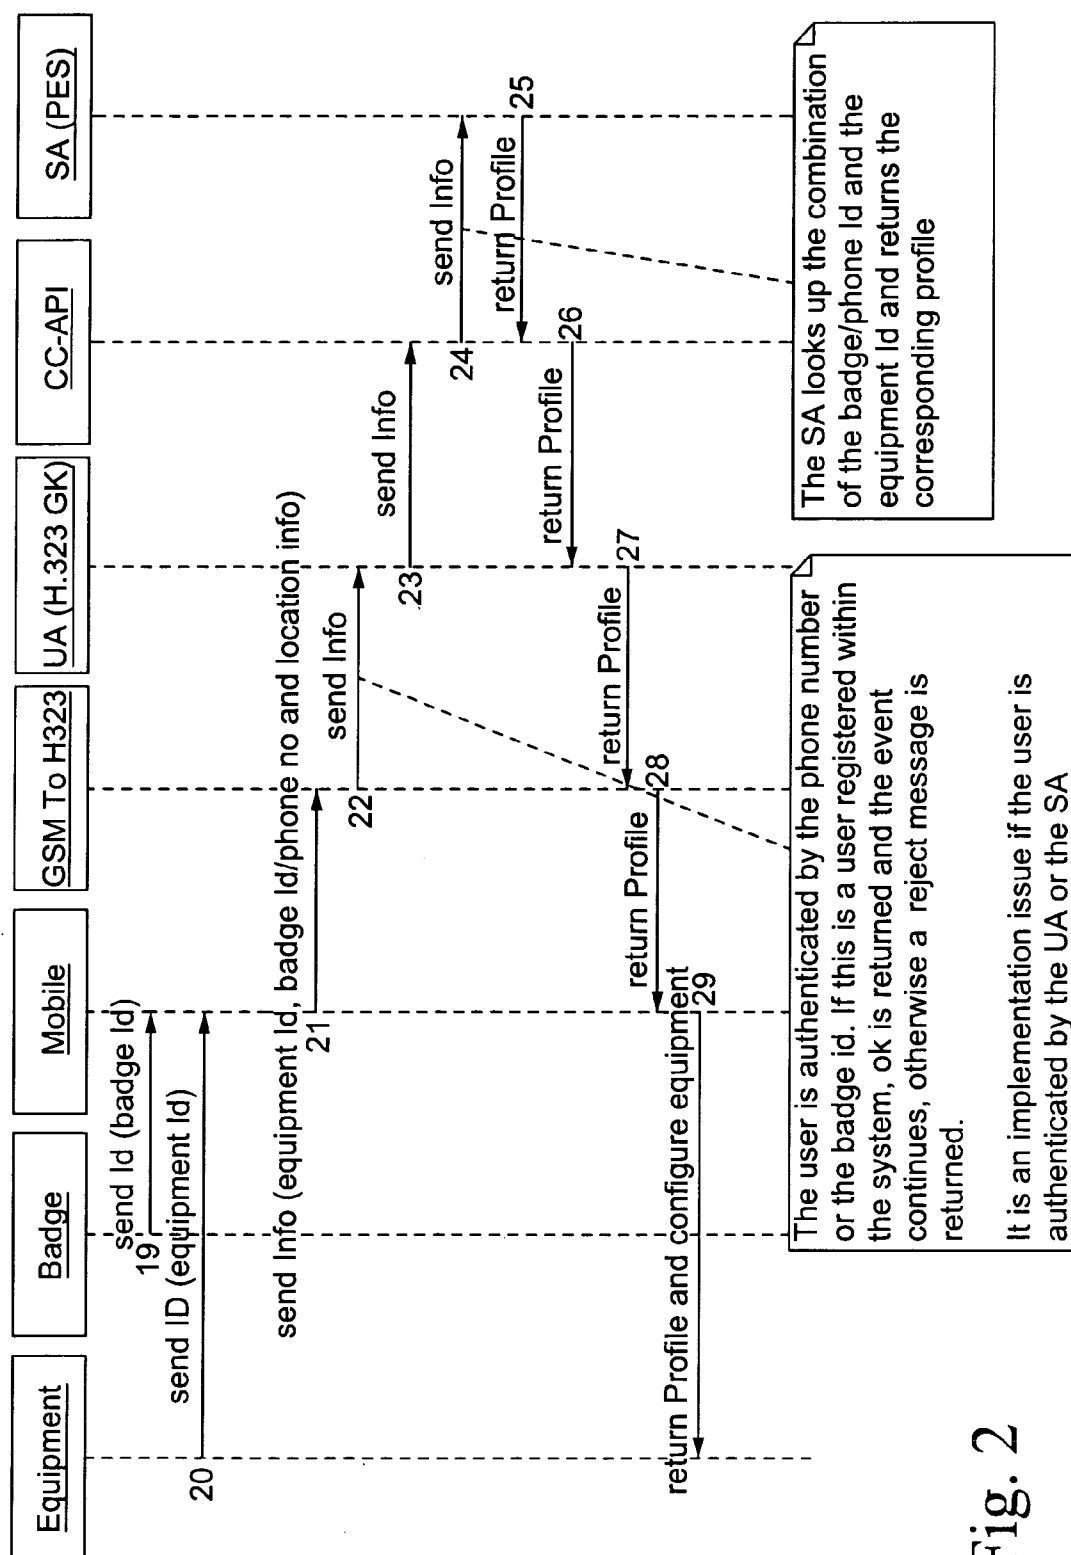 Equipment
Badge
Mobile
GSM To H323
UA (H.323 GK)
CC-API
SA (PES)
send Id (badge Id)
19
send ID (equipment Id)
20
send Info (equipment Id, badge Id/phone no and location info)
21
send Info
22
send Info
23
send Info
24
return Profile
25
return Profile
26
return Profile
27
return Profile
28
return Profile and configure equipment
29
The user is authenticated by the phone number
or the badge id. If this is a user registered within
the system, ok is returned and the event
continues, otherwise a reject message is
returned.
It is an implementation issue if the user is
authenticated by the UA or the SA
The SA looks up the combination
of the badge/phone Id and the
equipment Id and returns the
corresponding profile
Fig. 2